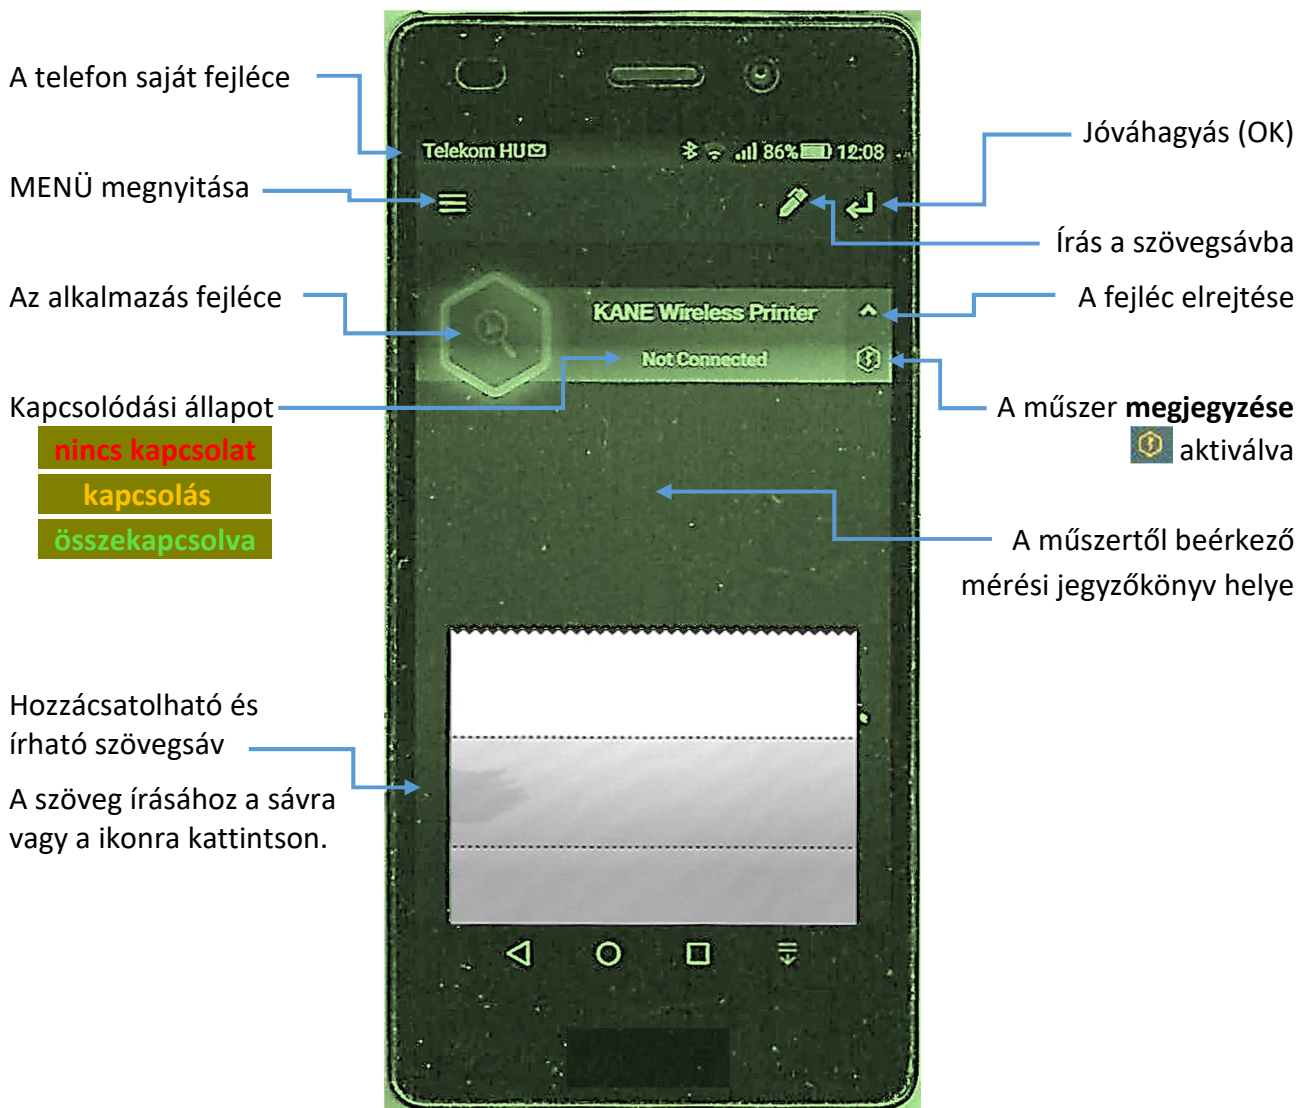 A telefon saját fejléce
MENÜ megnyitása
Az alkalmazás fejléce
Kapcsolódási állapot
nincs kapcsolat
kapcsolás
összekapcsolva
Hozzácsatolható és
írható szövegsáv
A szöveg írásához a sávra
vagy a ikonra kattintson.
Telekom HU 86% 12:08
KANE Wireless Printer
Not Connected
Jóváhagyás (OK)
Írás a szövegsávba
A fejléc elrejtése
A műszer megjegyzése
aktiválva
A műszertől beérkező
mérési jegyzőkönyv helye